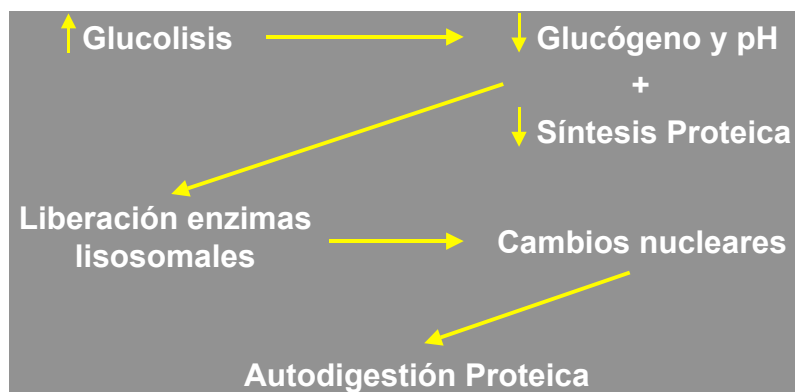 Glucolisis
Glucógeno y pH
+
Síntesis Proteica
Liberación enzimas
lisosomales
Cambios nucleares
Autodigestión Proteica